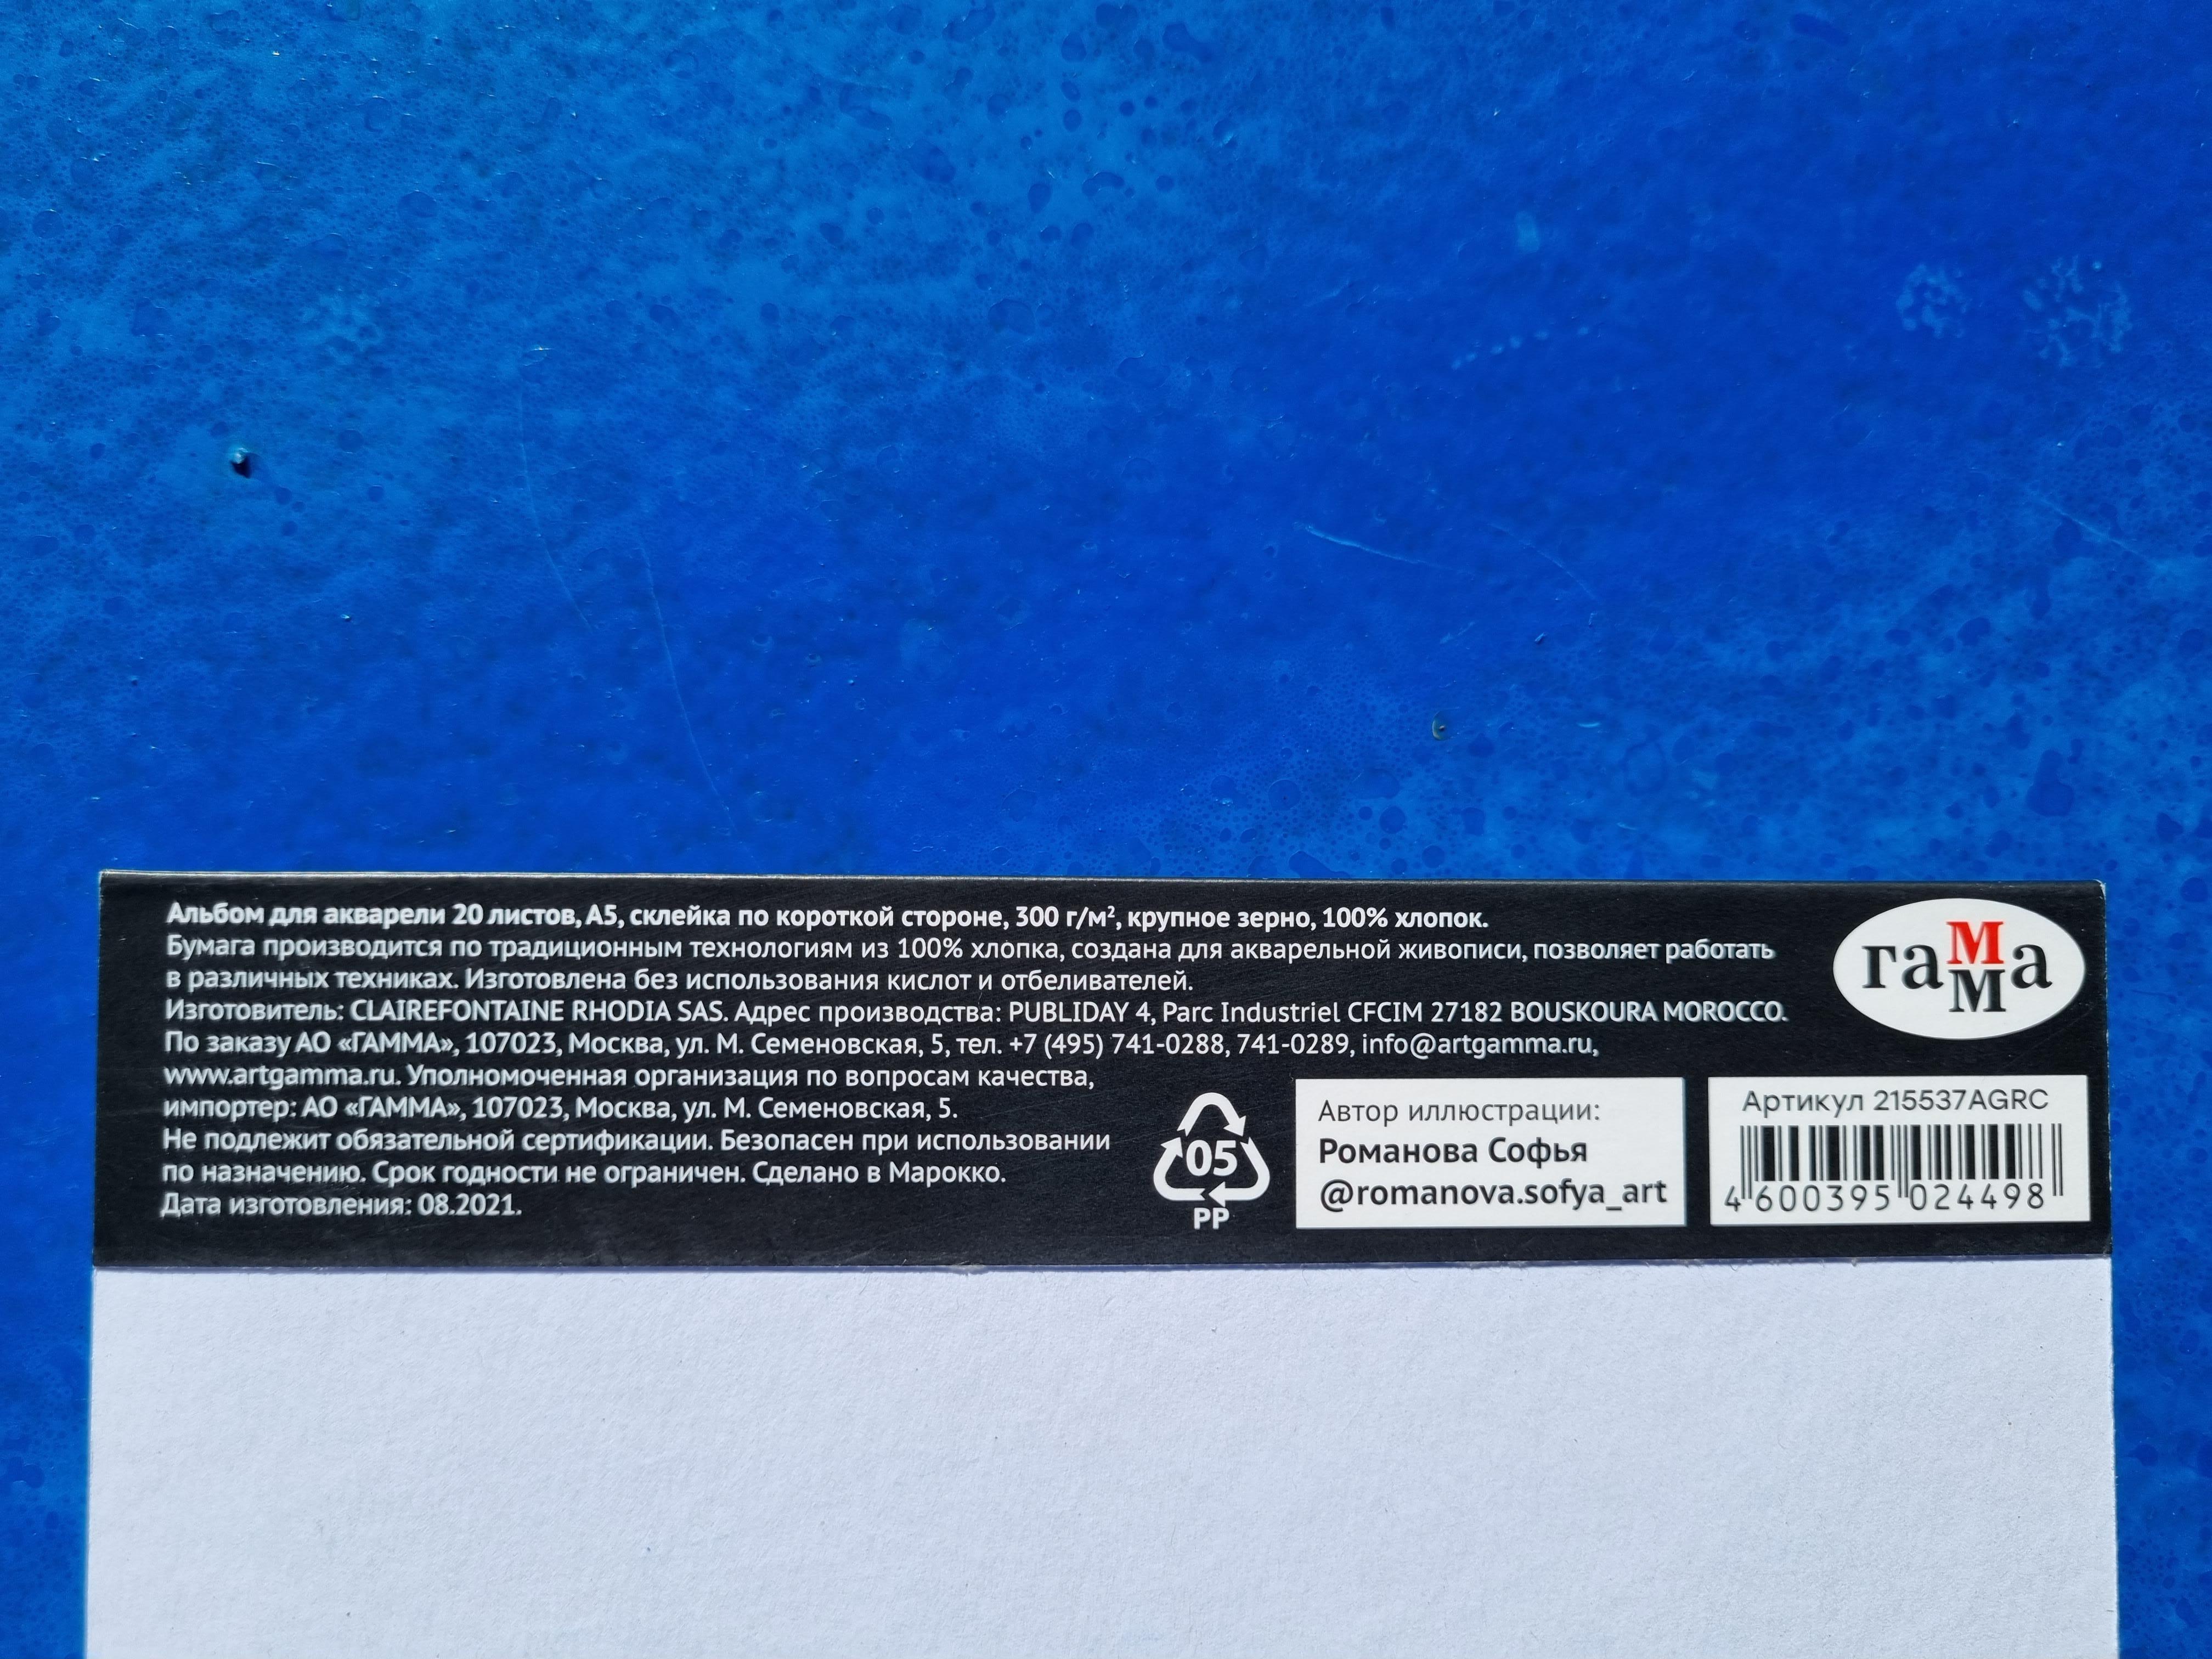 Альбом для акварели 20 листов, А5, склейка по короткой стороне, 300 г/м², крупное зерно, 100% хлопок.
Бумага производится по традиционным технологиям из 100% хлопка, создана для акварельной живописи, позволяет работать
в различных техниках. Изготовлена без использования кислот и отбеливателей.
Изготовитель: CLAIREFONTAINE RHODIA SAS. Адрес производства: PUBLIDAY 4, Parc Industriel CFCIM 27182 BOUSKOURA MOROCCO.
По заказу АО «ГАММА», 107023, Москва, ул. М. Семеновская, 5, тел. +7 (495) 741-0288, 741-0289, info@artgamma.ru,
www.artgamma.ru. Уполномоченная организация по вопросам качества,
импортер: АО «ГАММА», 107023, Москва, ул. М. Семеновская, 5.
Не подлежит обязательной сертификации. Безопасен при использовании
по назначению. Срок годности не ограничен. Сделано в Марокко.
Дата изготовления: 08.2021.
05
PP
Автор иллюстрации:
Романова Софья
@romanova.sofya_art
гаММа
Артикул 215537AGRC
4 600395 024498